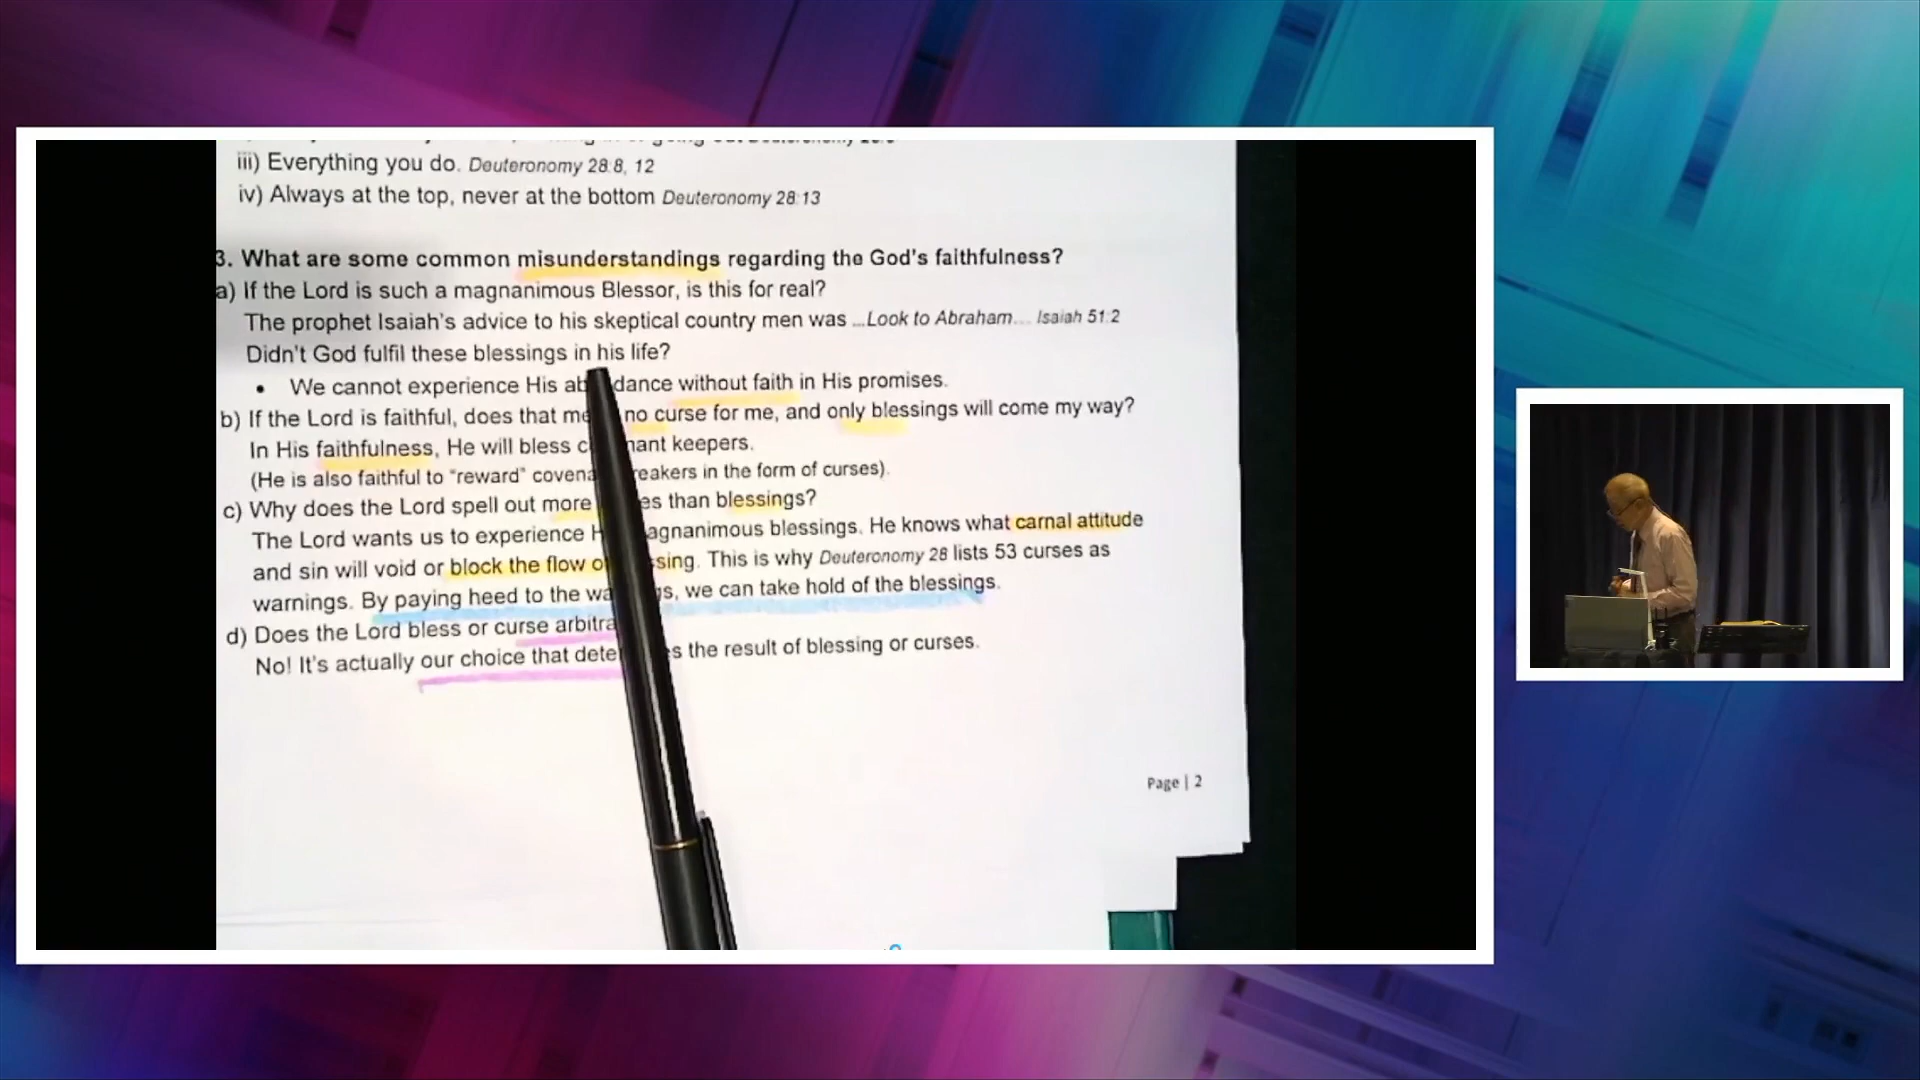 iii) Everything you do. Deuteronomy 28:8, 12
iv) Always at the top, never at the bottom Deuteronomy 28:13
3. What are some common misunderstandings regarding the God's faithfulness?
a) If the Lord is such a magnanimous Blessor, is this for real?
The prophet Isaiah's advice to his skeptical country men was ...Look to Abraham... Isaiah 51:2
Didn't God fulfil these blessings in his life?
• We cannot experience His ab dance without faith in His promises.
b) If the Lord is faithful, does that me no curse for me, and only blessings will come my way?
In His faithfulness, He will bless c nant keepers.
(He is also faithful to "reward" covena reakers in the form of curses).
c) Why does the Lord spell out more es than blessings?
The Lord wants us to experience H agnanimous blessings. He knows what carnal attitude
and sin will void or block the flow o sing. This is why Deuteronomy 28 lists 53 curses as
warnings. By paying heed to the wa gs, we can take hold of the blessings.
d) Does the Lord bless or curse arbitra
No! It's actually our choice that dete es the result of blessing or curses.
Page | 2